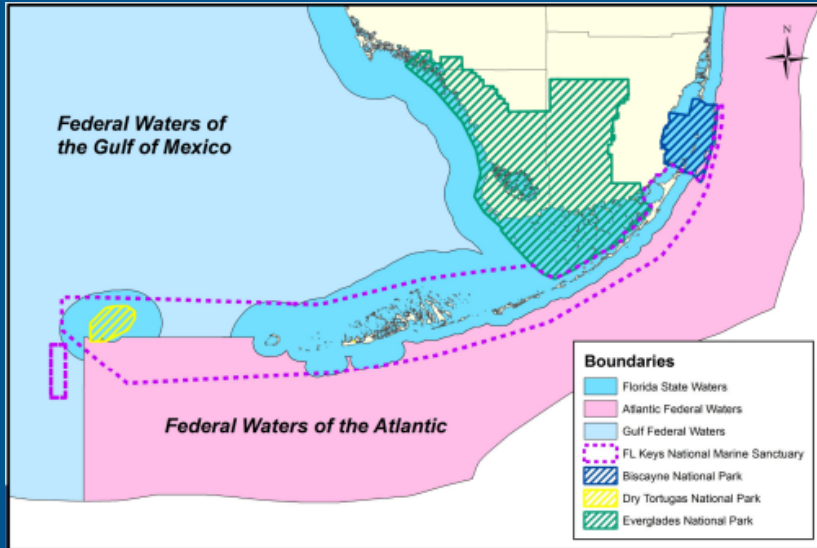 N
Federal Waters of
the Gulf of Mexico
Federal Waters of the Atlantic
Boundaries
Florida State Waters
Atlantic Federal Waters
Gulf Federal Waters
FL Keys National Marine Sanctuary
Biscayne National Park
Dry Tortugas National Park
Everglades National Park